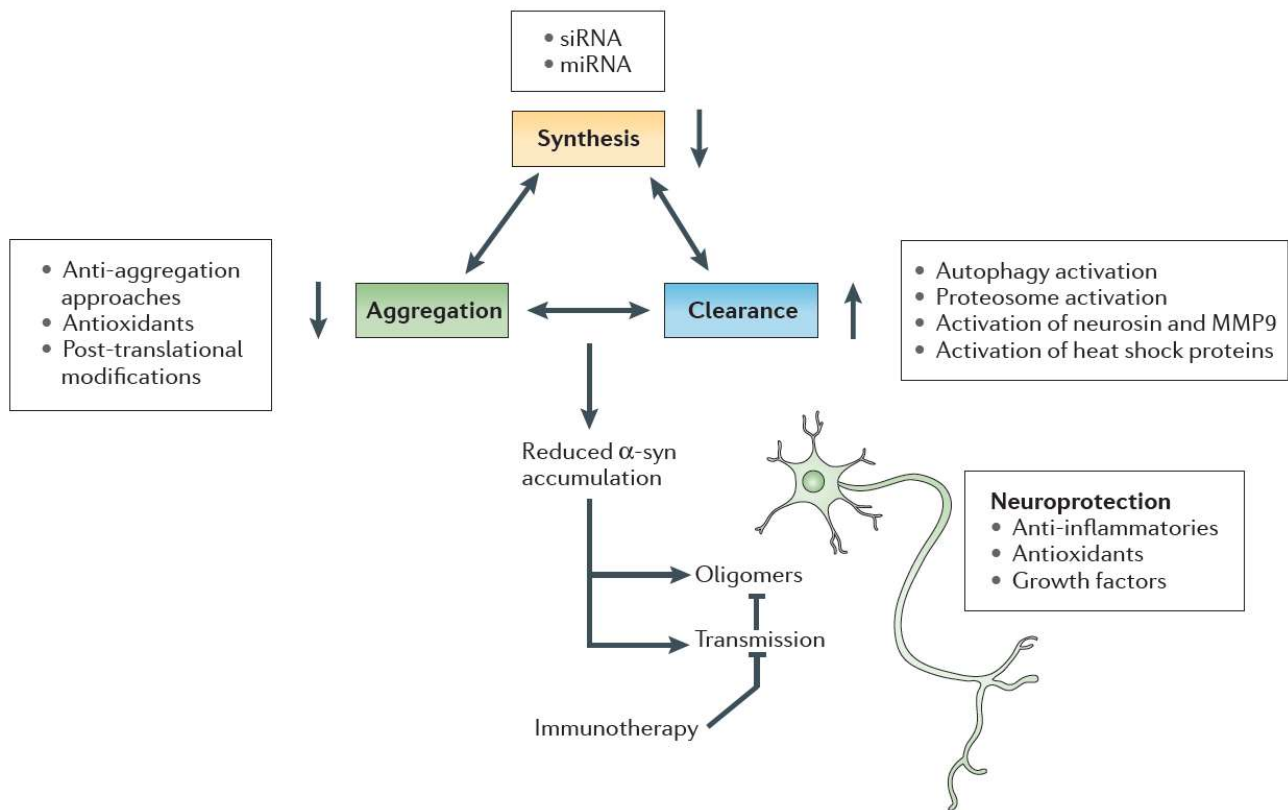 • siRNA
• miRNA
Synthesis
• Anti-aggregation
approaches
• Antioxidants
• Post-translational
modifications
Aggregation
Clearance
• Autophagy activation
• Proteosome activation
• Activation of neurosin and MMP9
• Activation of heat shock proteins
Reduced α-syn
accumulation
Neuroprotection
• Anti-inflammatories
• Antioxidants
• Growth factors
Oligomers
Transmission
Immunotherapy